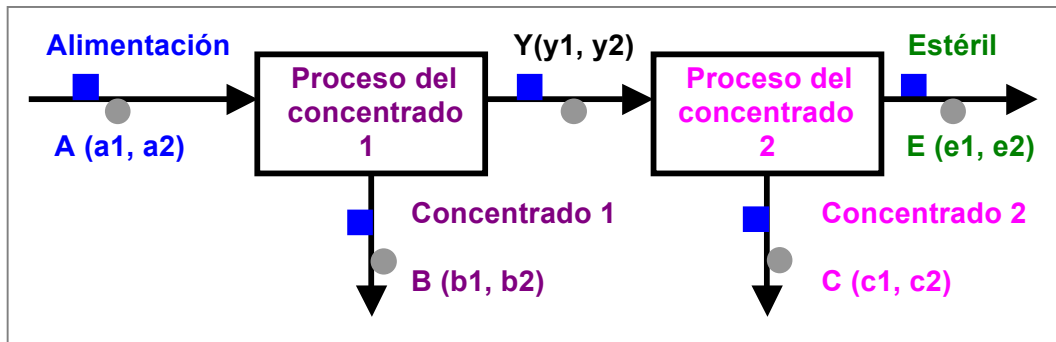 Alimentación
Y(y1, y2)
Estéril
Proceso del
concentrado
1
Proceso del
concentrado
2
A (a1, a2)
E (e1, e2)
Concentrado 1
Concentrado 2
B (b1, b2)
C (c1, c2)